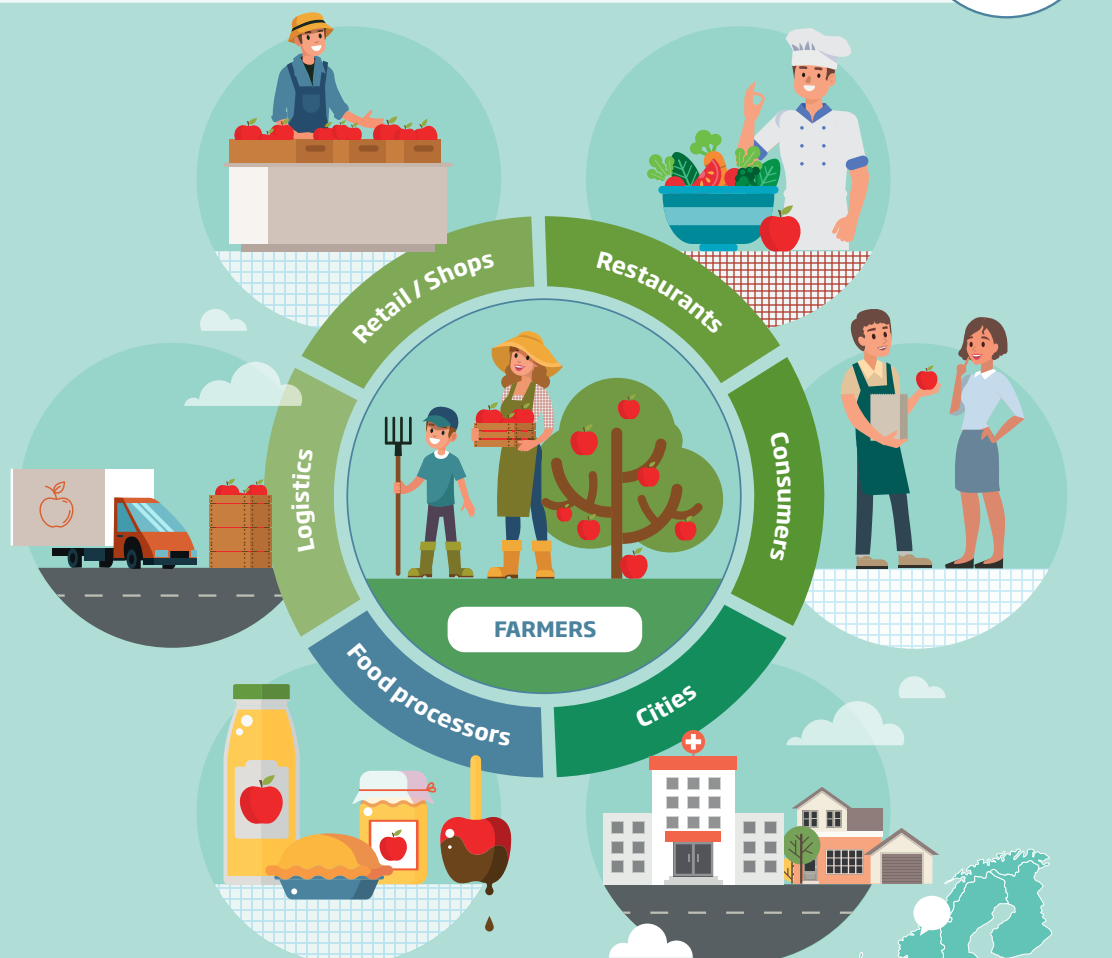 Retail / Shops
Restaurants
Consumers
Logistics
FARMERS
Food processors
Cities